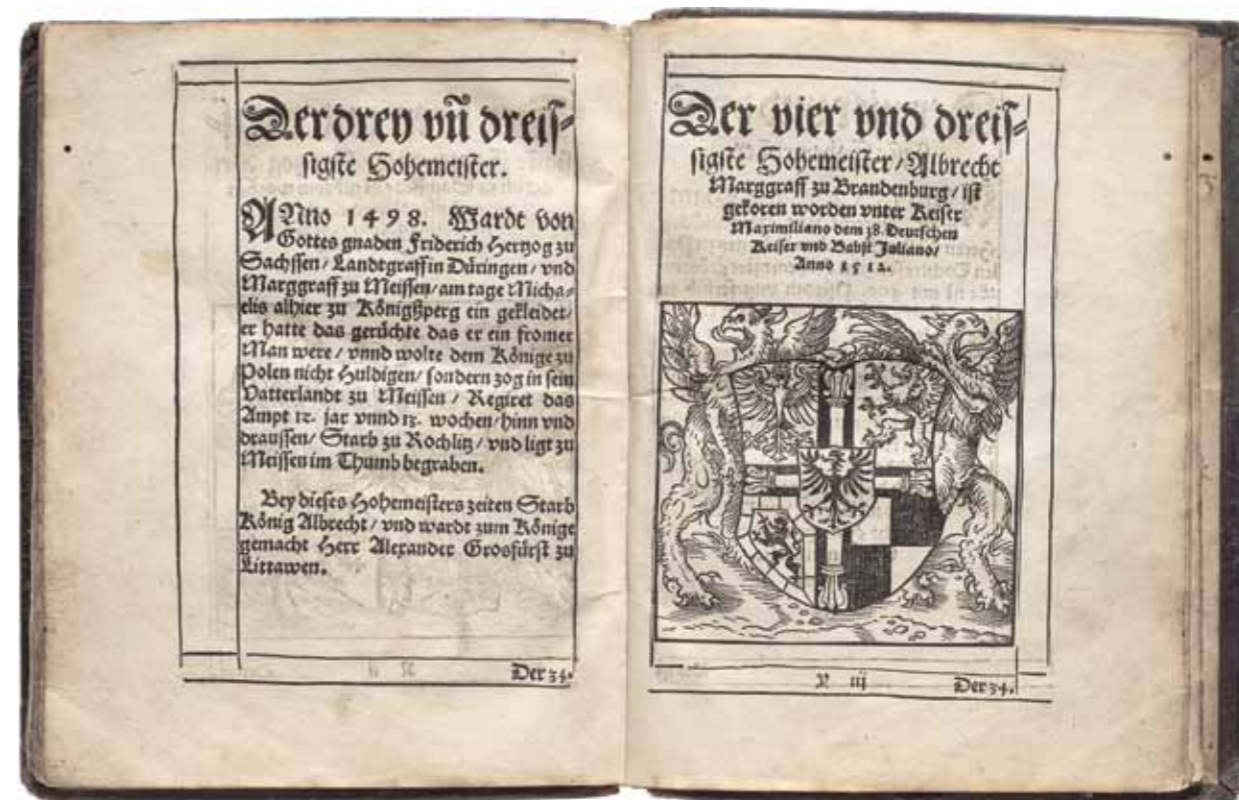 Der drey vñ dreiſ-
ſigſte Hohemeiſter.
ANno 1498. Wardt von
Gottes gnaden Friderich Hertzog zu
Sachſſen / Landtgraff in Düringen / vnd
Marggraff zu Meiſſen / am tage Micha-
elis alhier zu Königßperg ein gekleidet /
er hatte das gerüchte das er ein fromer
Man were / vnnd wolte dem Könige zu
Polen nicht Huldigen / ſondern zog in ſein
Vatterlandt zu Meiſſen / Regiret das
Ampt 12. jar vnnd 13. wochen / hinn vnd
drauſſen / Starb zu Rochlitz / vnd ligt zu
Meiſſen im Thumb begraben.
Bey dieſes Hohemeiſters zeiten Starb
König Albrecht / vnd wardt zum Könige
gemacht Herr Alexander Grosfürſt zu
Littawen.
Der 34.
Der vier vnd dreiſ-
ſigſte Hohemeiſter / Albrecht
Marggraff zu Brandenburg / iſt
gekoren worden vnter Keiſer
Maximiliano dem 38. Deutſchen
Keiſer vnd Babſt Juliano /
Anno 1512.
iij
Der 34.